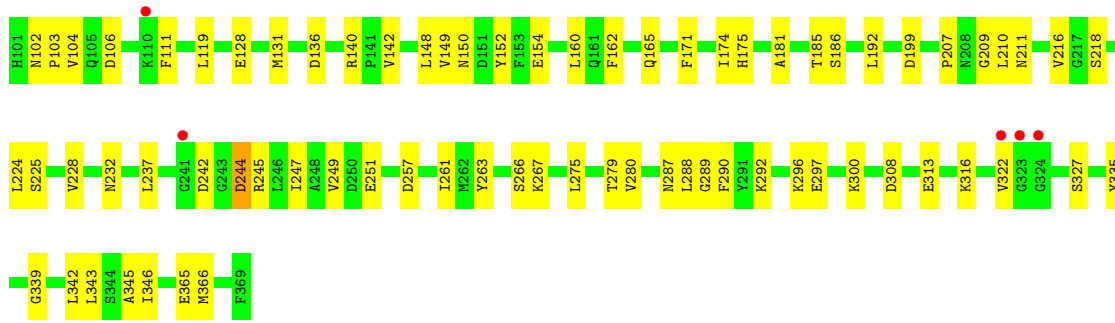 H101 N102 P103 V104 Q105 D106 K110 F111 L119 E128 M131 D136 R140 P141 V142 L148 V149 N150 D151 Y152 F153 E154 L160 Q161 F162 Q165 F171 I174 H175 A181 T185 S186 L192 D199 P207 N208 G209 L210 N211 V216 G217 S218
L224 S225 V228 N232 L237 G241 D242 G243 D244 R245 L246 I247 A248 V249 D250 E251 D257 I261 M262 Y263 S266 K267 L275 T279 V280 N287 L288 G289 F290 Y291 K292 K296 E297 K300 D308 E313 K316 V322 G323 G324 S327 Y335
G339 L342 L343 S344 A345 I346 E365 M366 F369